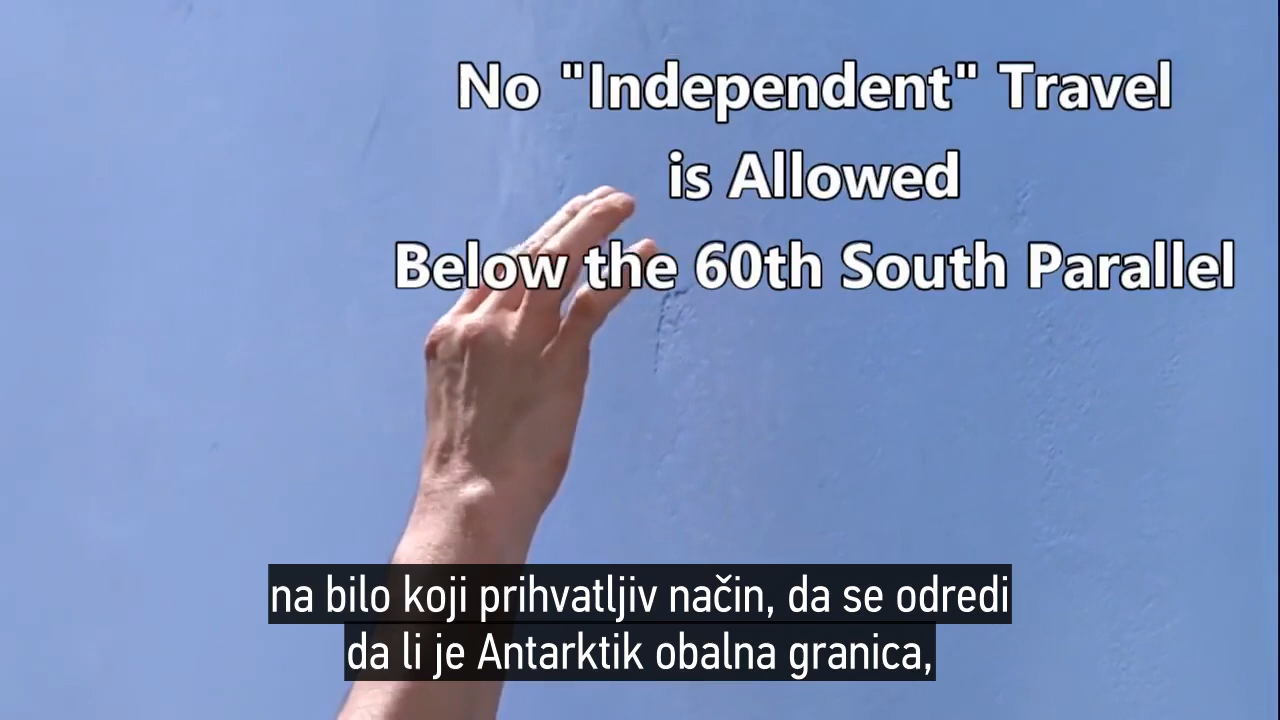 No "Independent" Travel
is Allowed
Below the 60th South Parallel
na bilo koji prihvatljiv način, da se odredi
da li je Antarktik obalna granica,